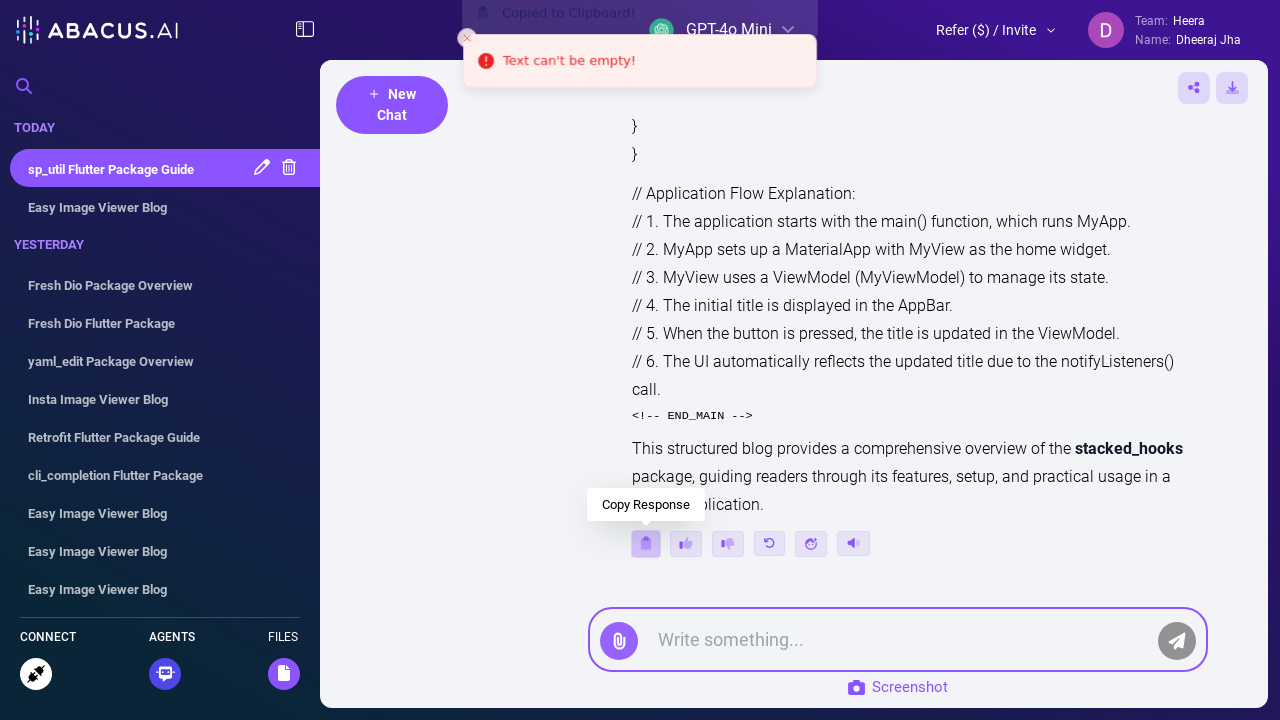 ABACUS.AI
Copied to Clipboard!
GPT-4o Mini
Refer ($) / Invite
D
Team: Heera
Name: Dheeraj Jha
Text can't be empty!
+ New
Chat
TODAY
sp_util Flutter Package Guide
Easy Image Viewer Blog
YESTERDAY
Fresh Dio Package Overview
Fresh Dio Flutter Package
yaml_edit Package Overview
Insta Image Viewer Blog
Retrofit Flutter Package Guide
cli_completion Flutter Package
Easy Image Viewer Blog
Easy Image Viewer Blog
Easy Image Viewer Blog
CONNECT
AGENTS
FILES
}
}
// Application Flow Explanation:
// 1. The application starts with the main() function, which runs MyApp.
// 2. MyApp sets up a MaterialApp with MyView as the home widget.
// 3. MyView uses a ViewModel (MyViewModel) to manage its state.
// 4. The initial title is displayed in the AppBar.
// 5. When the button is pressed, the title is updated in the ViewModel.
// 6. The UI automatically reflects the updated title due to the notifyListeners()
call.
<!-- END_MAIN -->
This structured blog provides a comprehensive overview of the stacked_hooks
package, guiding readers through its features, setup, and practical usage in a
plication.
Copy Response
Write something...
Screenshot